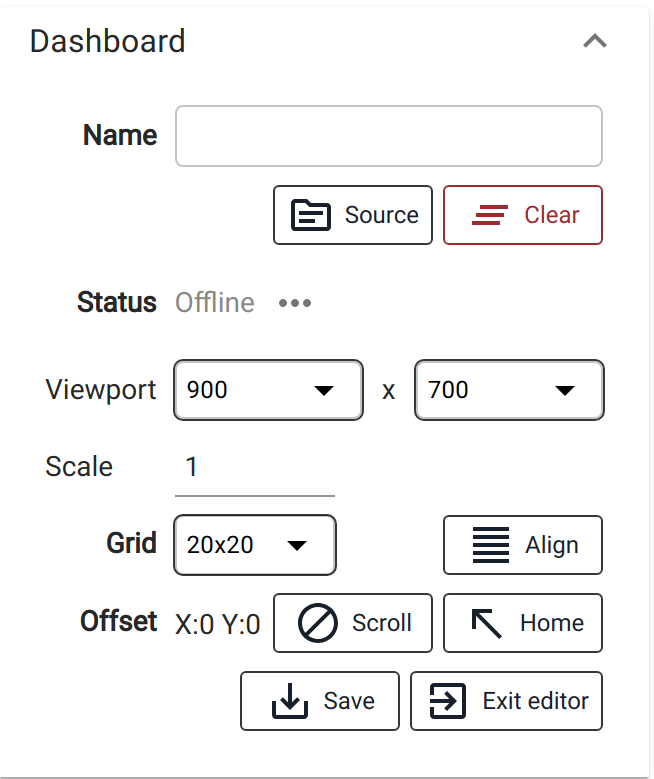 Dashboard
Name
Source Clear
Status Offline
Viewport 900 x 700
Scale 1
Grid 20x20 Align
Offset X:0 Y:0 Scroll Home
Save Exit editor